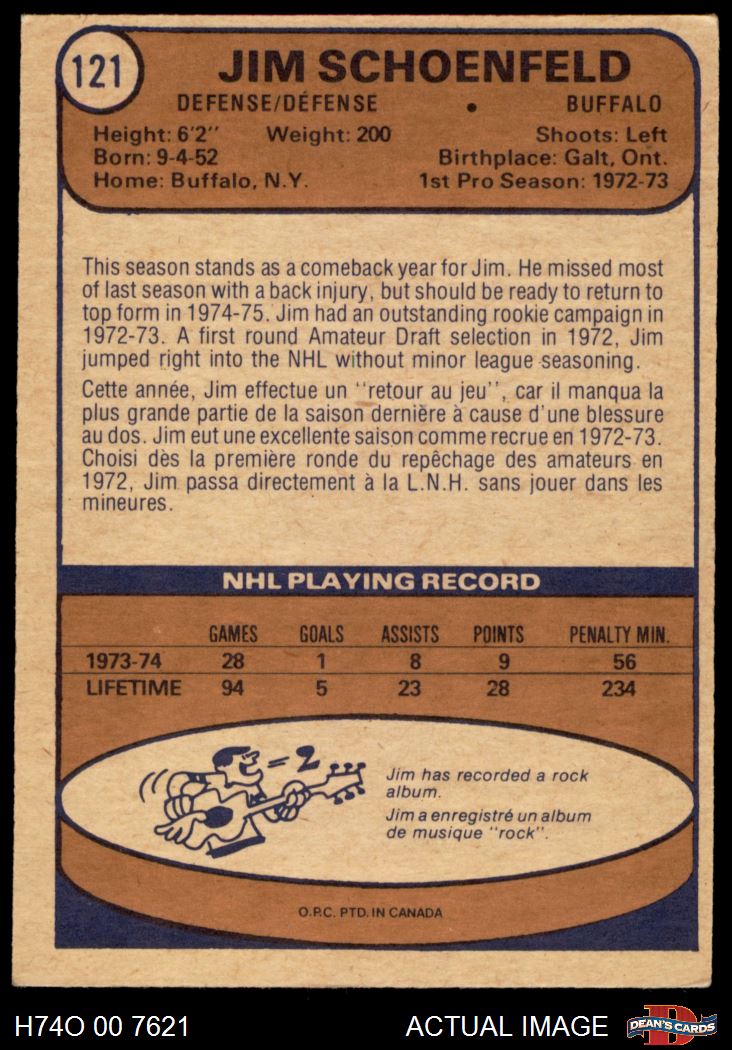 121
JIM SCHOENFELD
DEFENSE/DÉFENSE • BUFFALO
Height: 6'2" Weight: 200 Shoots: Left
Born: 9-4-52 Birthplace: Galt, Ont.
Home: Buffalo, N.Y. 1st Pro Season: 1972-73
This season stands as a comeback year for Jim. He missed most
of last season with a back injury, but should be ready to return to
top form in 1974-75. Jim had an outstanding rookie campaign in
1972-73. A first round Amateur Draft selection in 1972, Jim
jumped right into the NHL without minor league seasoning.
Cette année, Jim effectue un "retour au jeu", car il manqua la
plus grande partie de la saison dernière à cause d'une blessure
au dos. Jim eut une excellente saison comme recrue en 1972-73.
Choisi dès la première ronde du repêchage des amateurs en
1972, Jim passa directement à la L.N.H. sans jouer dans les
mineures.
NHL PLAYING RECORD
GAMES GOALS ASSISTS POINTS PENALTY MIN.
1973-74 28 1 8 9 56
LIFETIME 94 5 23 28 234
= 2
Jim has recorded a rock
album.
Jim a enregistré un album
de musique "rock".
O.P.C. PTD. IN CANADA
H74O 00 7621 ACTUAL IMAGE
D
DEAN'S CARDS